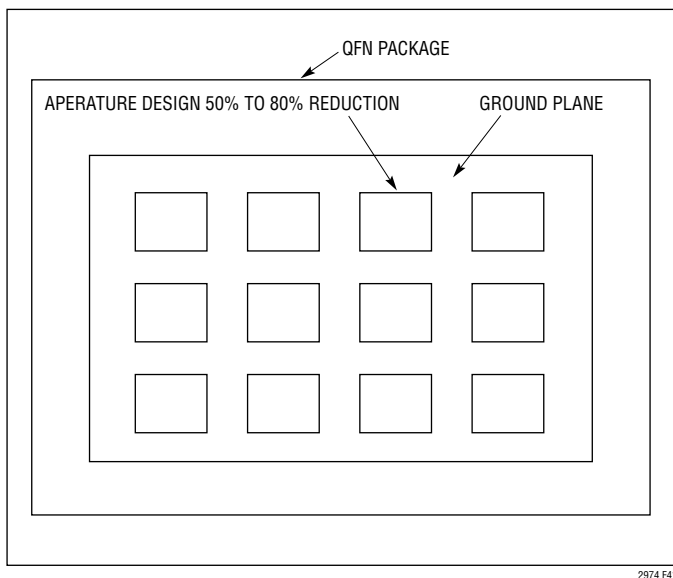 QFN PACKAGE
APERATURE DESIGN 50% TO 80% REDUCTION
GROUND PLANE
2974 F4